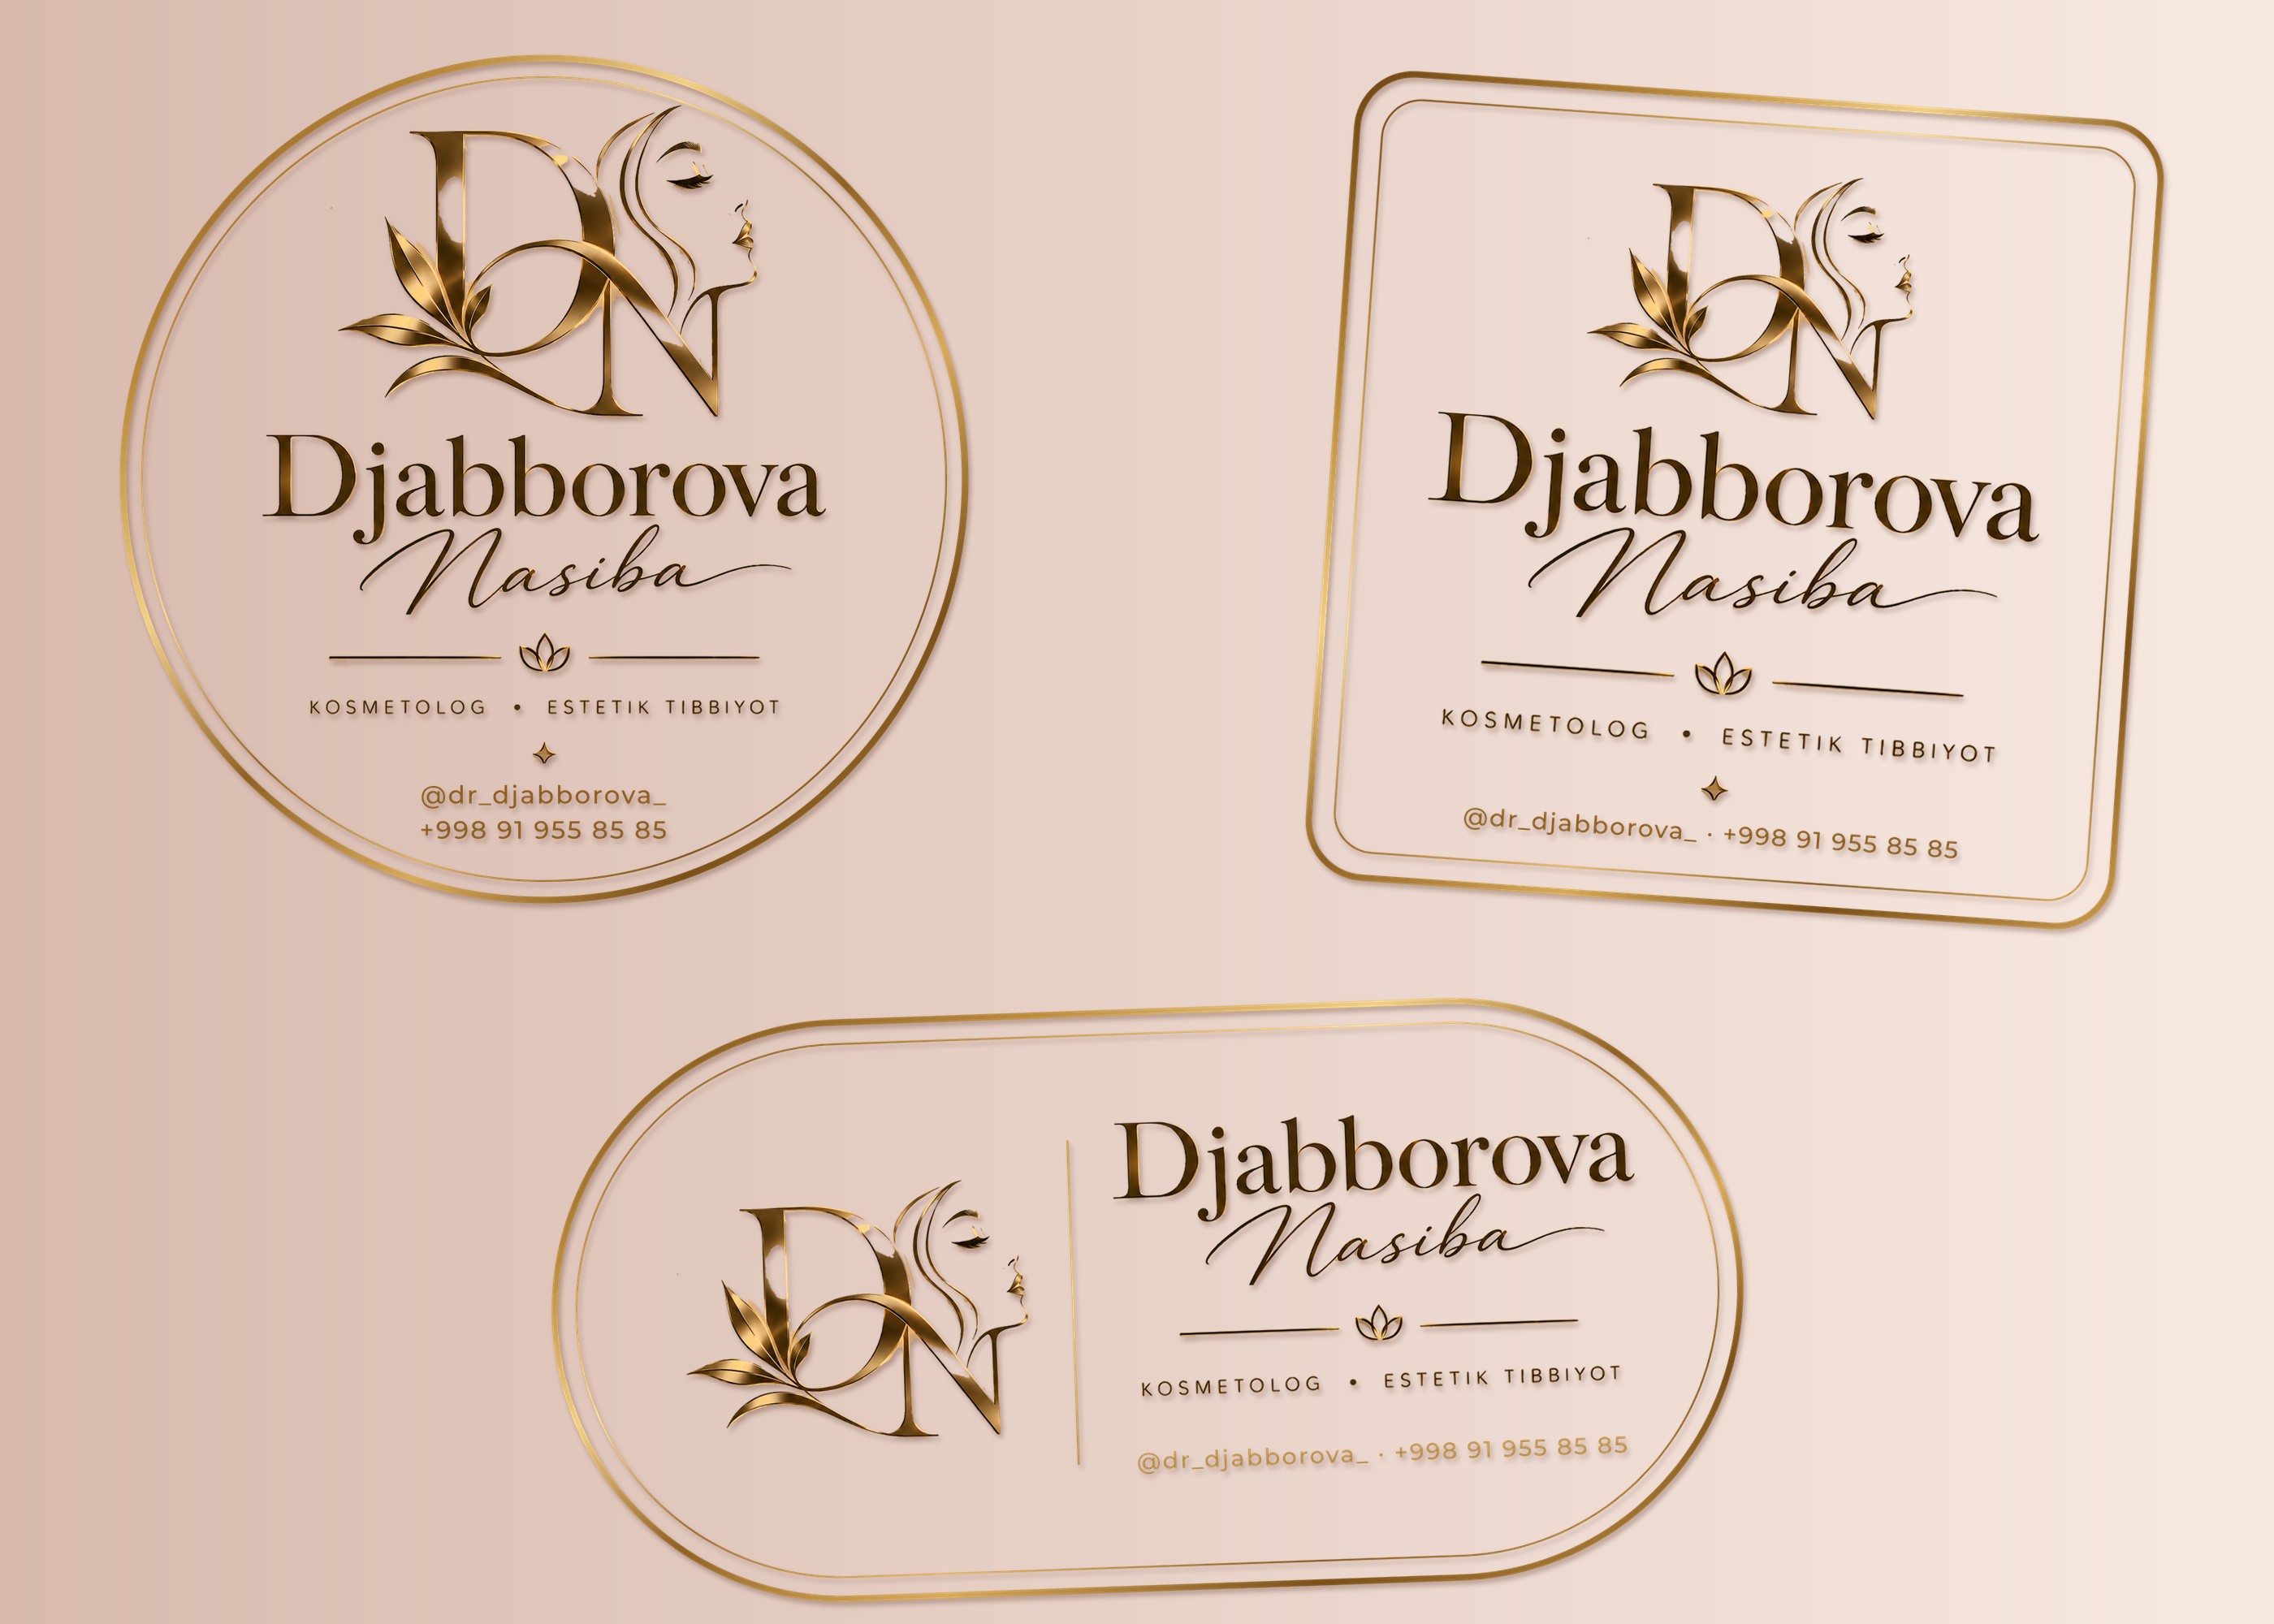 DN
Djabborova
Nasiba
KOSMETOLOG • ESTETIK TIBBIYOT
@dr_djabborova_
+998 91 955 85 85
DN
Djabborova
Nasiba
KOSMETOLOG • ESTETIK TIBBIYOT
@dr_djabborova_ · +998 91 955 85 85
DN
Djabborova
Nasiba
KOSMETOLOG • ESTETIK TIBBIYOT
@dr_djabborova_ · +998 91 955 85 85